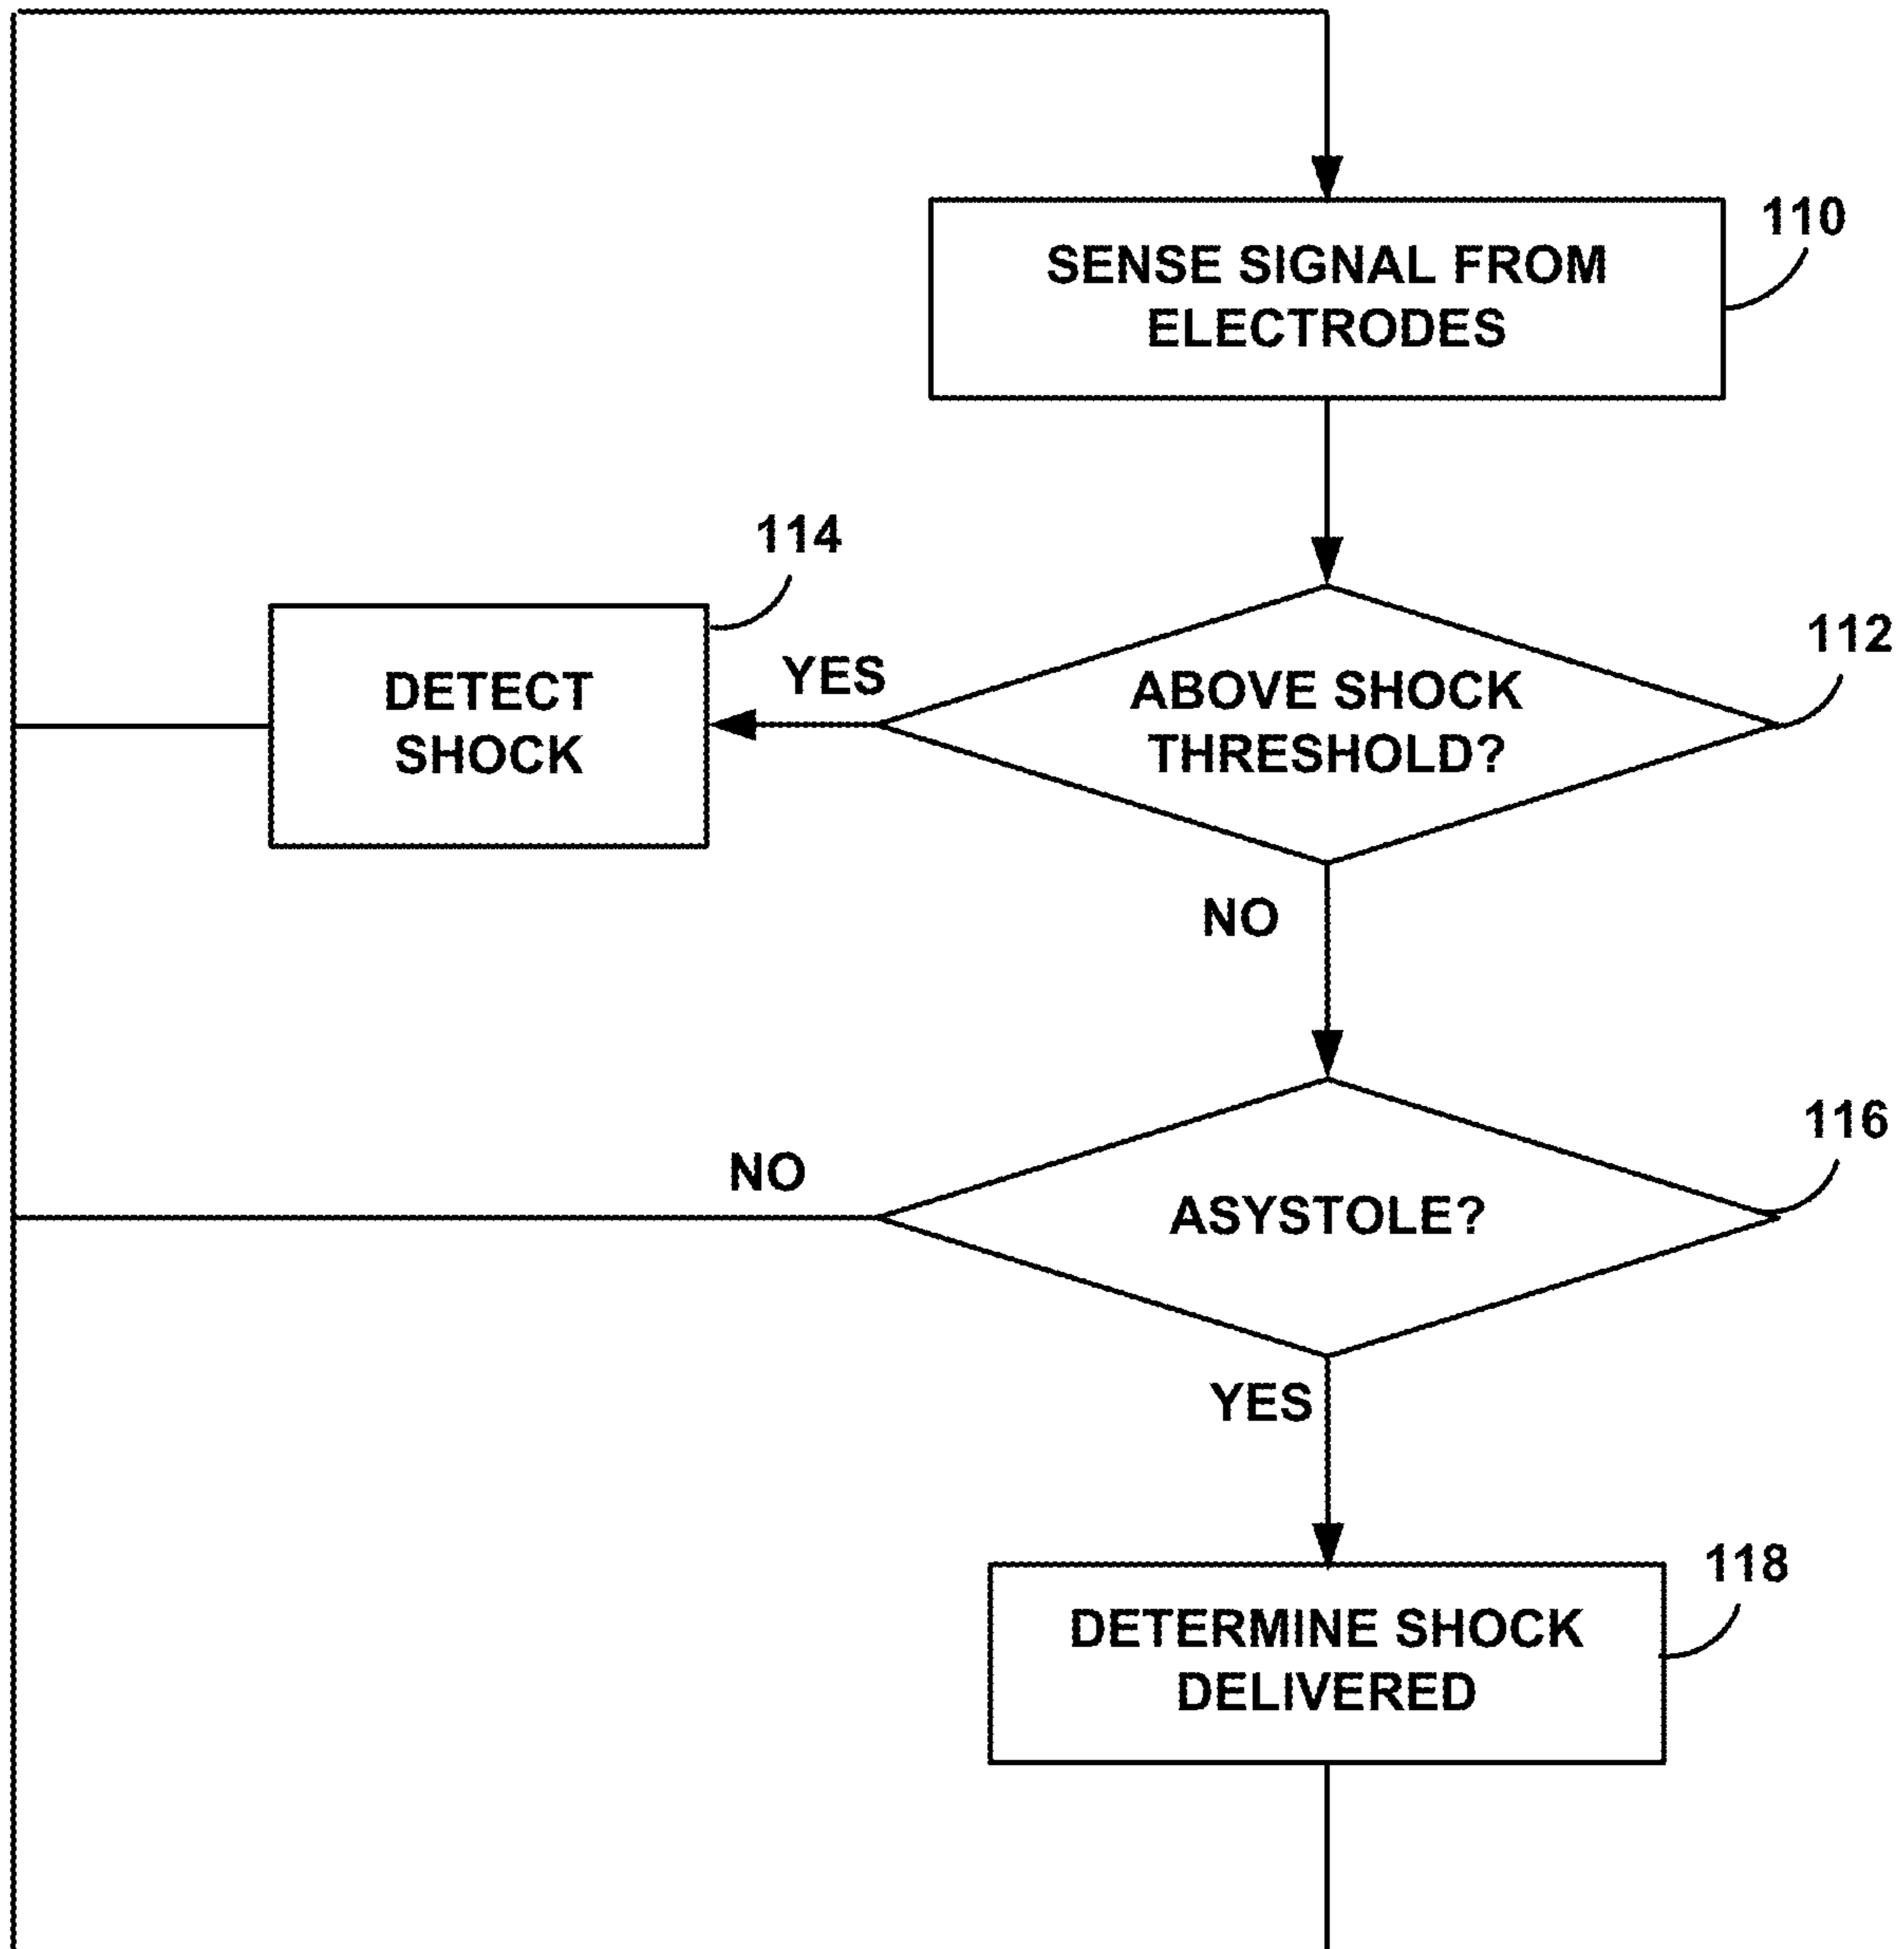 110
SENSE SIGNAL FROM
ELECTRODES
114
112
YES
DETECT
SHOCK
ABOVE SHOCK
THRESHOLD?
NO
116
NO
ASYSTOLE?
YES
118
DETERMINE SHOCK
DELIVERED